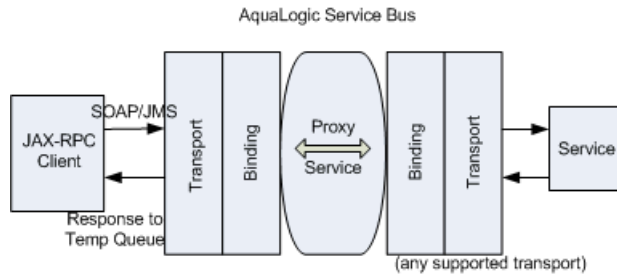 AquaLogic Service Bus
SOAP/JMS
JAX-RPC
Client
Response to
Temp Queue
Transport
Binding
Proxy
Service
Binding
Transport
(any supported transport)
Service